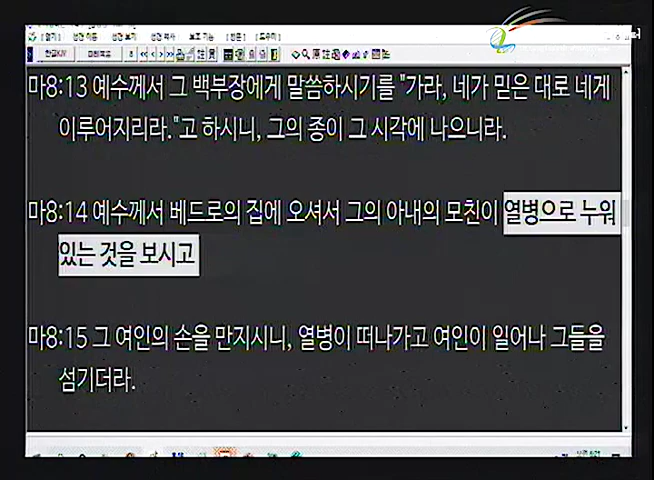 한글KJV
마8:13 예수께서 그 백부장에게 말씀하시기를 "가라, 네가 믿은 대로 네게
이루어지리라."고 하시니, 그의 종이 그 시각에 나으니라.
마8:14 예수께서 베드로의 집에 오셔서 그의 아내의 모친이 열병으로 누워
있는 것을 보시고
마8:15 그 여인의 손을 만지시니, 열병이 떠나가고 여인이 일어나 그들을
섬기더라.